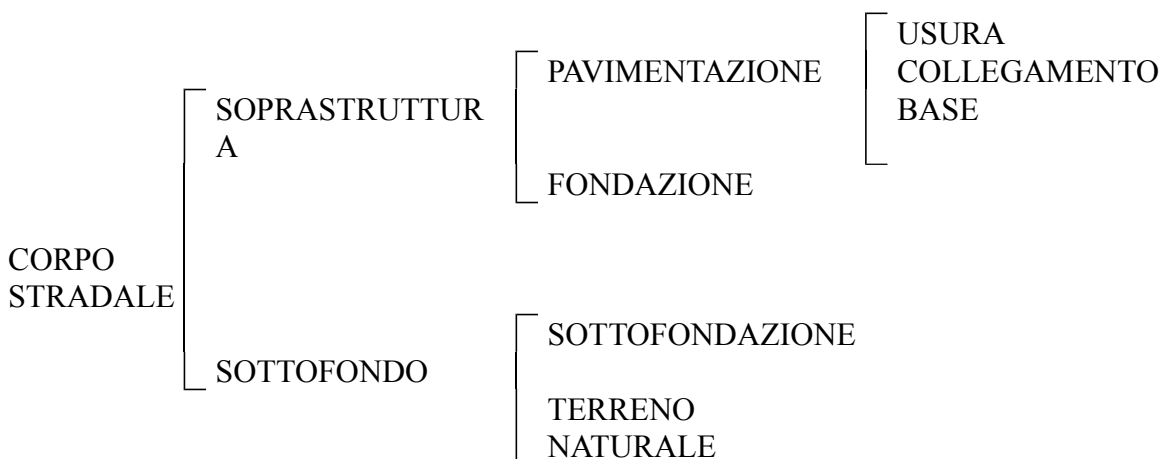 CORPO
STRADALE
SOPRASTRUTTUR
A
PAVIMENTAZIONE
USURA
COLLEGAMENTO
BASE
FONDAZIONE
SOTTOFONDO
SOTTOFONDAZIONE
TERRENO
NATURALE